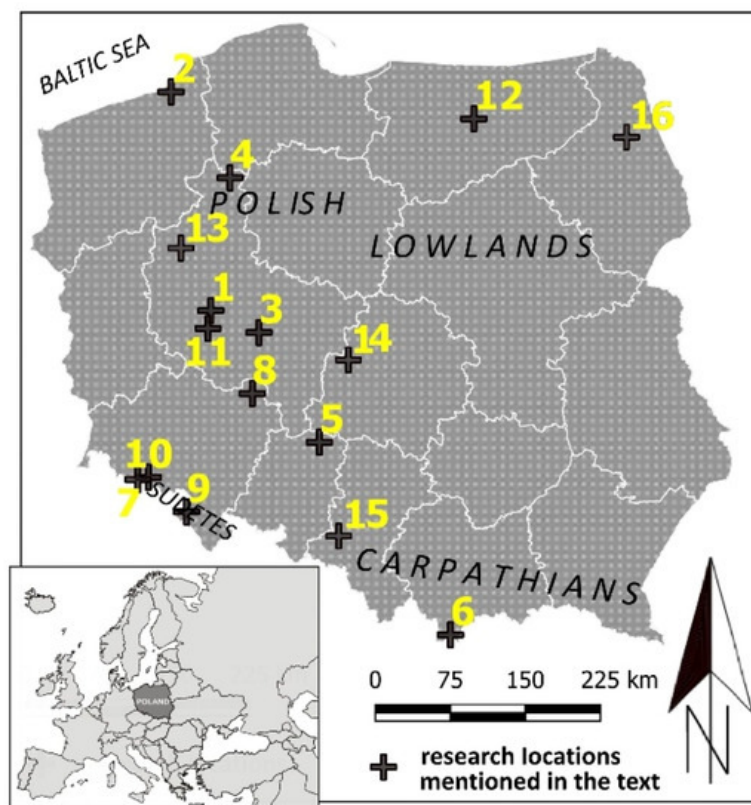 BALTIC SEA
2
12
16
4
POLISH
LOWLANDS
13
1
3
11
14
8
5
10
7
9
SUDETES
15
CARPATHIANS
6
POLAND
0 75 150 225 km
N
research locations
mentioned in the text